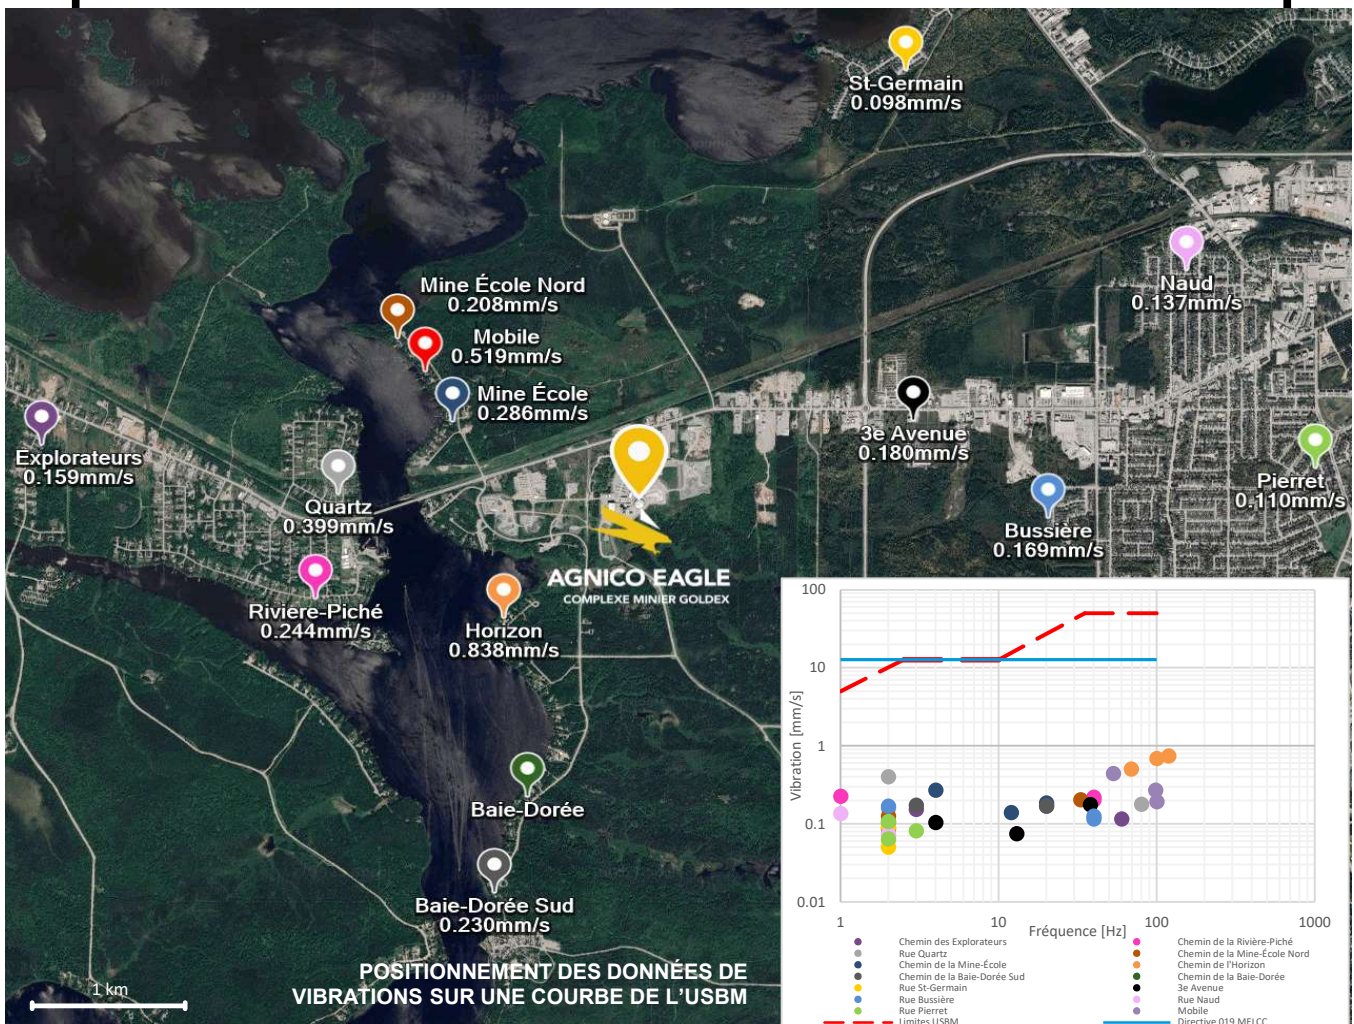 St-Germain
0.098mm/s
Naud
0.137mm/s
Mine École Nord
0.208mm/s
Mobile
0.519mm/s
Mine École
0.286mm/s
Explorateurs
0.159mm/s
Quartz
0.399mm/s
3e Avenue
0.180mm/s
Pierret
0.110mm/s
Bussière
0.169mm/s
AGNICO EAGLE
COMPLEXE MINIER GOLDEX
Riviere-Piché
0.244mm/s
Horizon
0.838mm/s
Baie-Dorée
Baie-Dorée Sud
0.230mm/s
POSITIONNEMENT DES DONNÉES DE
VIBRATIONS SUR UNE COURBE DE L'USBM
1 km
Vibration [mm/s]
100
10
1
0.1
0.01
1 10 100 1000
Fréquence [Hz]
Chemin des Explorateurs
Chemin de la Rivière-Piché
Rue Quartz
Chemin de la Mine-École Nord
Chemin de la Mine-École
Chemin de l'Horizon
Chemin de la Baie-Dorée Sud
Chemin de la Baie-Dorée
Rue St-Germain
3e Avenue
Rue Bussière
Rue Naud
Rue Pierret
Mobile
Limites USBM
Directive 019 MELCC